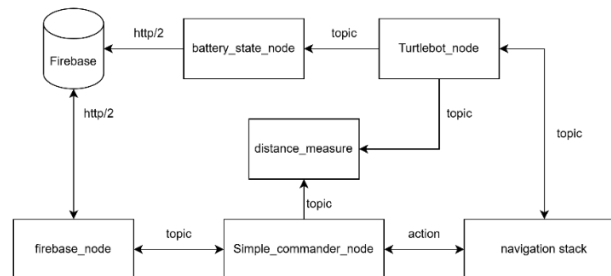 http/2
topic
Firebase
battery_state_node
Turtlebot_node
http/2
topic
topic
distance_measure
topic
topic
action
firebase_node
Simple_commander_node
navigation stack